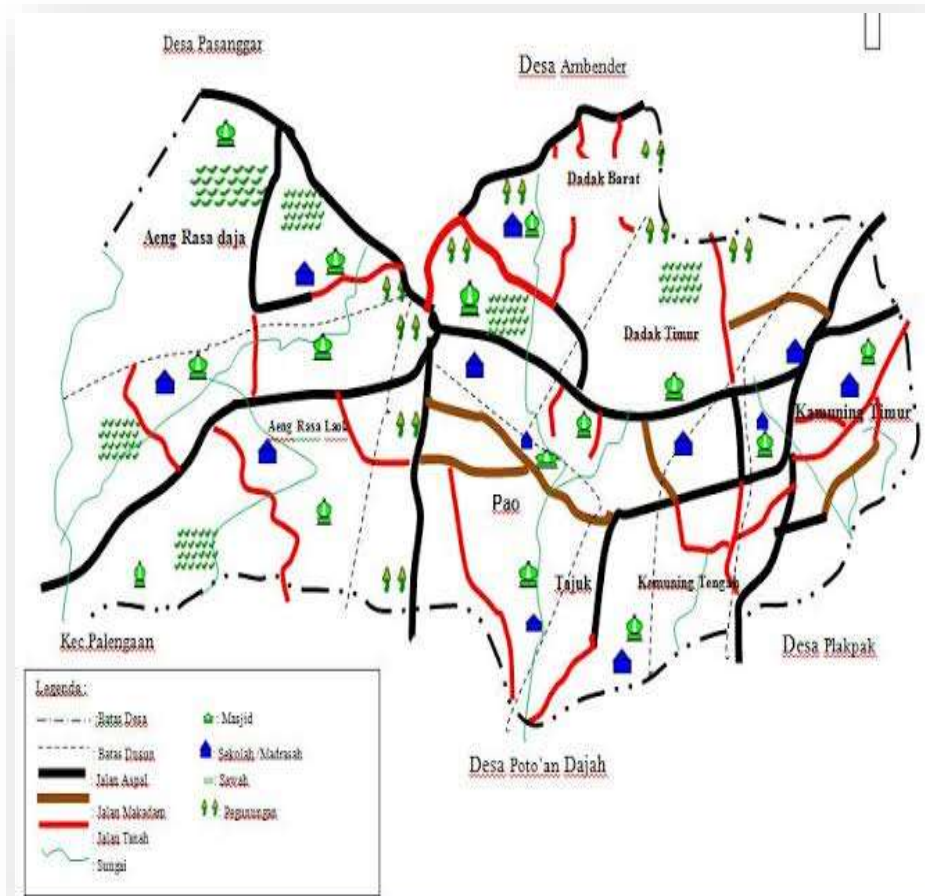 Desa Pasanggar
Desa Ambender
Dadak Barat
Aeng Rasa daja
Dadak Timur
Kamuning Timur
Aeng Rasa Laok
Pao
Tajuk
Kemuning Tengah
Kec Palengaan
Desa Plakpak
Desa Poto'an Dajah
Lagenda :
: Batas Desa
: Batas Dusun
: Jalan Aspal
: Jalan Makadam
: Jalan Tanah
: Sungai
: Masjid
: Sekolah /Madrasah
: Sawah
: Pegunungan